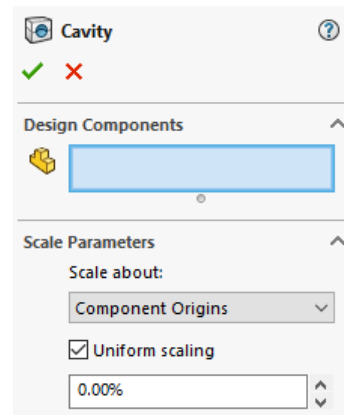 Cavity
?
Design Components
Scale Parameters
Scale about:
Component Origins
Uniform scaling
0.00%